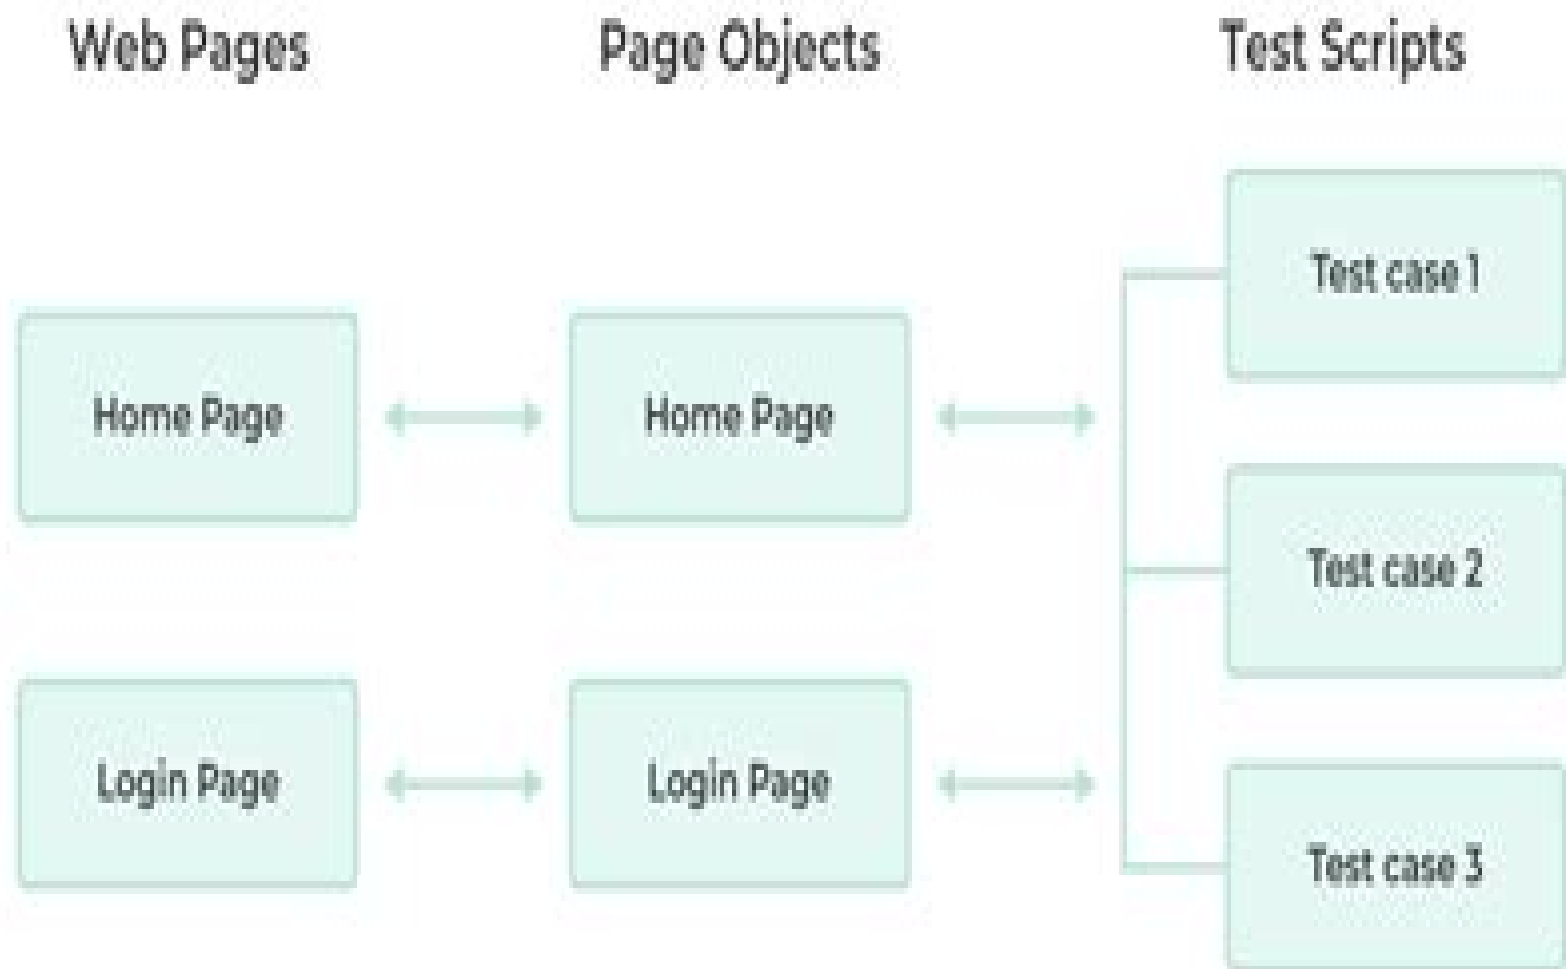 Web Pages
Page Objects
Test Scripts
Test case 1
Home Page
Home Page
Test case 2
Login Page
Login Page
Test case 3